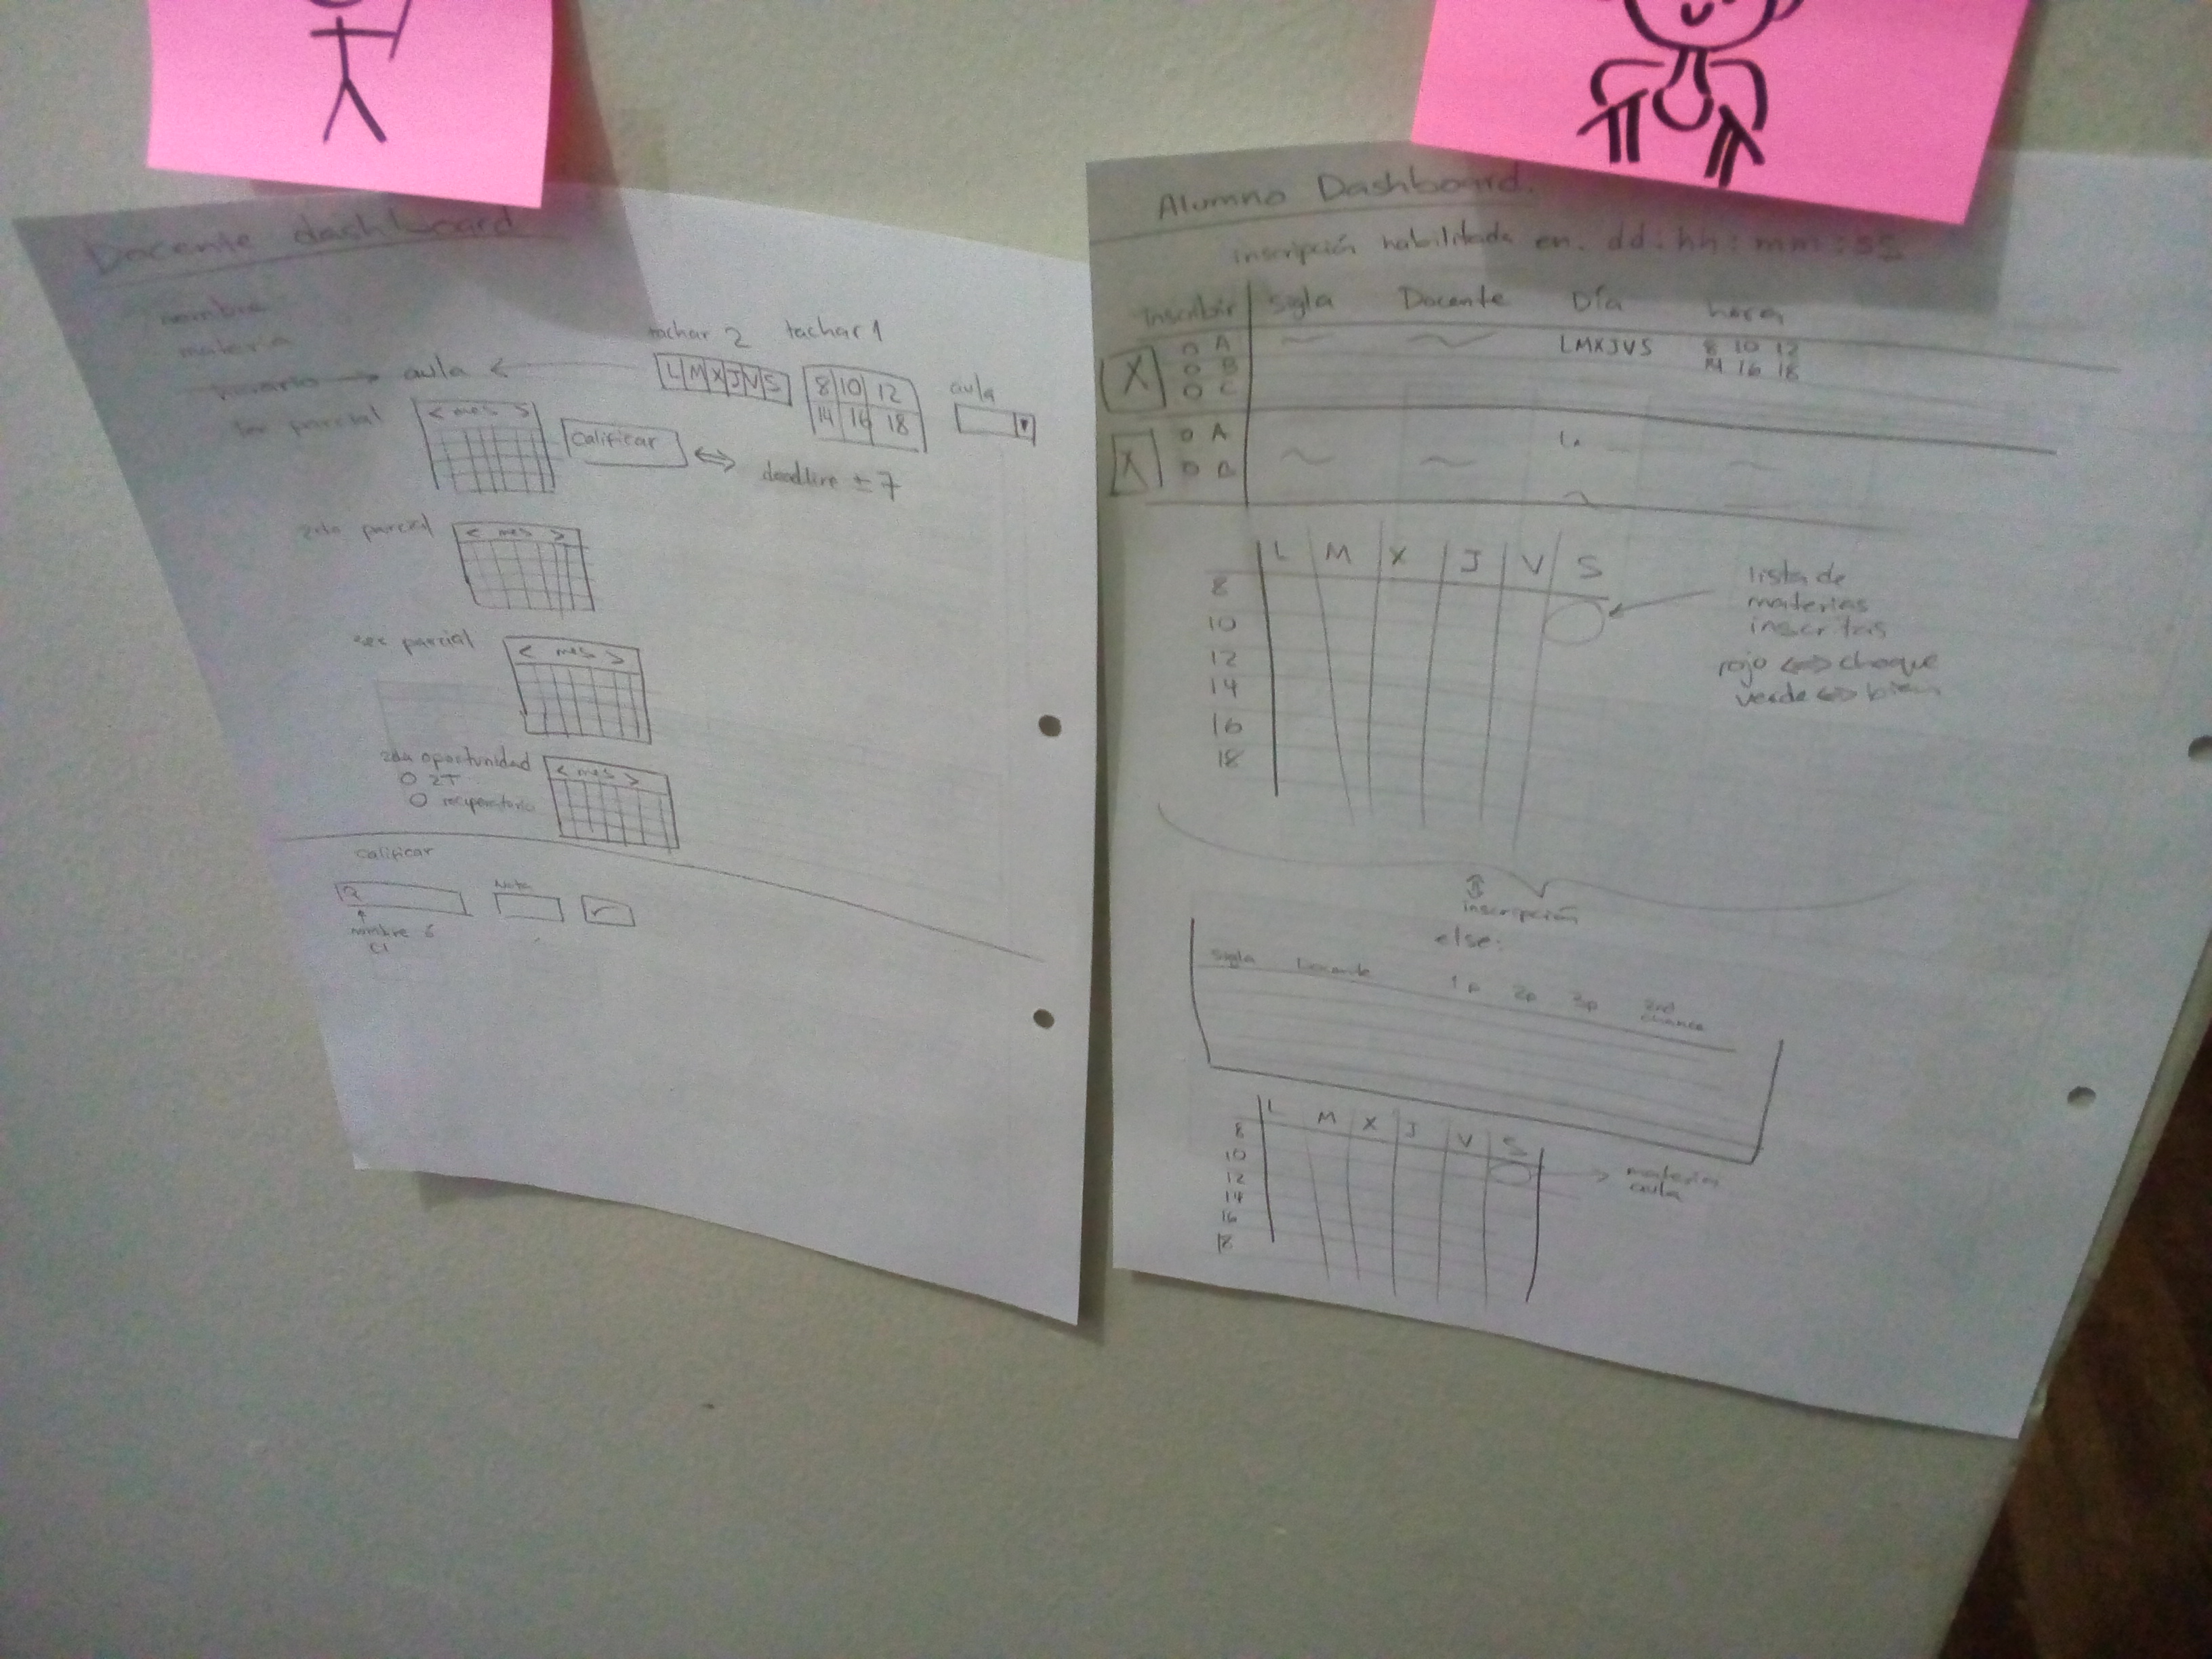 Docente dashboard
nombre
materia
horario → aula ←
tachar 2 tachar 1
L M X J V S
8 10 12
14 16 18
aula
1er parcial
< mes >
Calificar
deadline ± 7
2do parcial
< mes >
3er parcial
< mes >
2da oportunidad
O 2T
O recuperatorio
< mes >
Calificar
Nota
nombre ó
CI
Alumno Dashboard.
inscripción habilitada en. dd : hh : mm : ss
Inscribir Sigla Docente Día hora
X
A
B
C
LMXJVS
8 10 12
14 16 18
X
A
B
L.
L M X J V S
8
10
12
14
16
18
lista de
materias
inscritas
rojo <=> choque
verde <=> bien
inscripción
else:
Sigla Docente 1p 2p 3p 2nd chance
L M X J V S
8
10
12
14
16
18
materia
aula